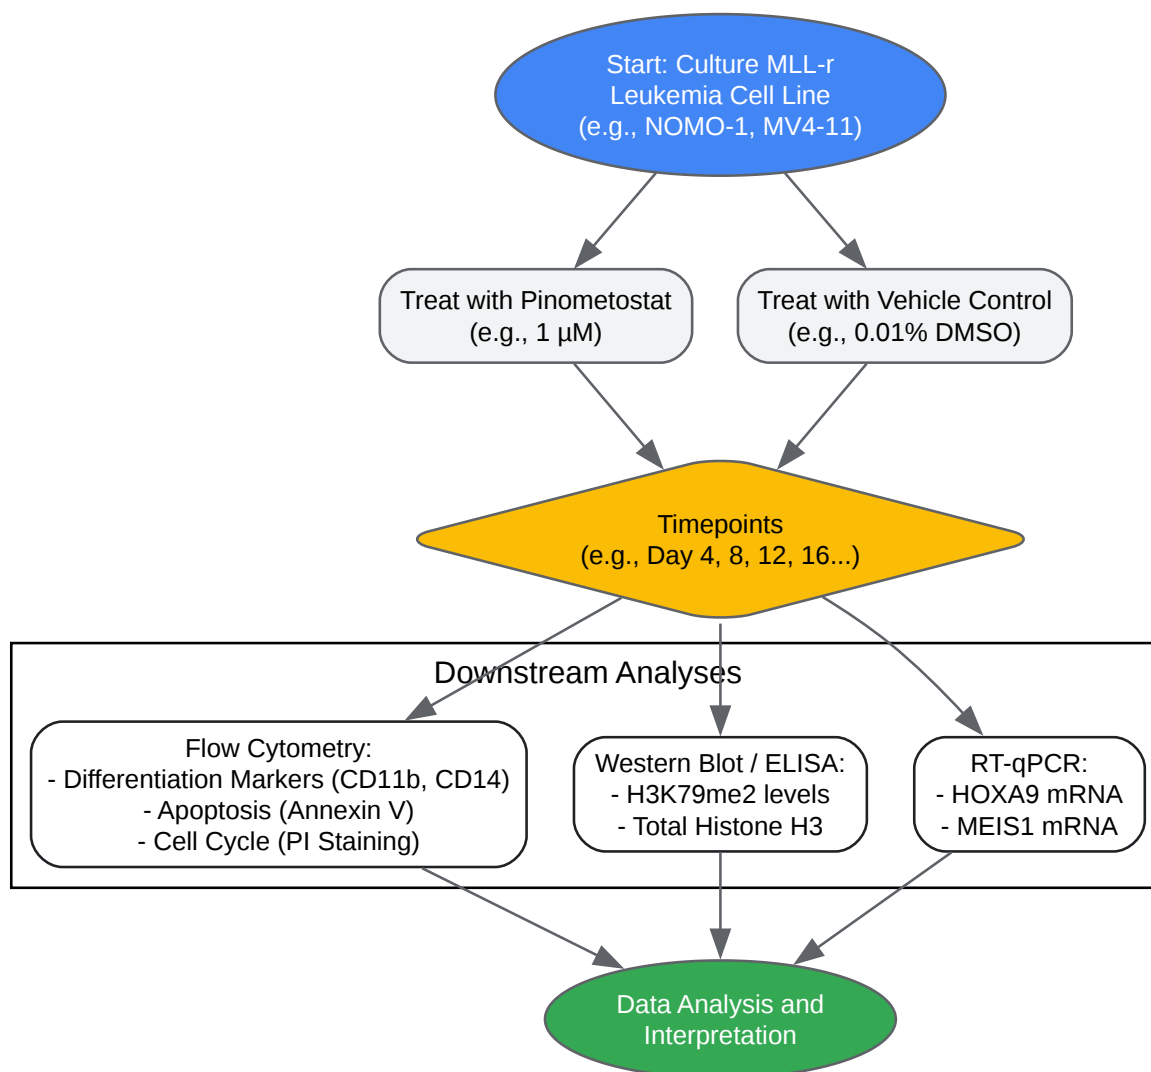 Start: Culture MLL-r
Leukemia Cell Line
(e.g., NOMO-1, MV4-11)
Treat with Pinometostat
(e.g., 1 µM)
Treat with Vehicle Control
(e.g., 0.01% DMSO)
Timepoints
(e.g., Day 4, 8, 12, 16...)
Downstream Analyses
Flow Cytometry:
- Differentiation Markers (CD11b, CD14)
- Apoptosis (Annexin V)
- Cell Cycle (PI Staining)
Western Blot / ELISA:
- H3K79me2 levels
- Total Histone H3
RT-qPCR:
- HOXA9 mRNA
- MEIS1 mRNA
Data Analysis and
Interpretation